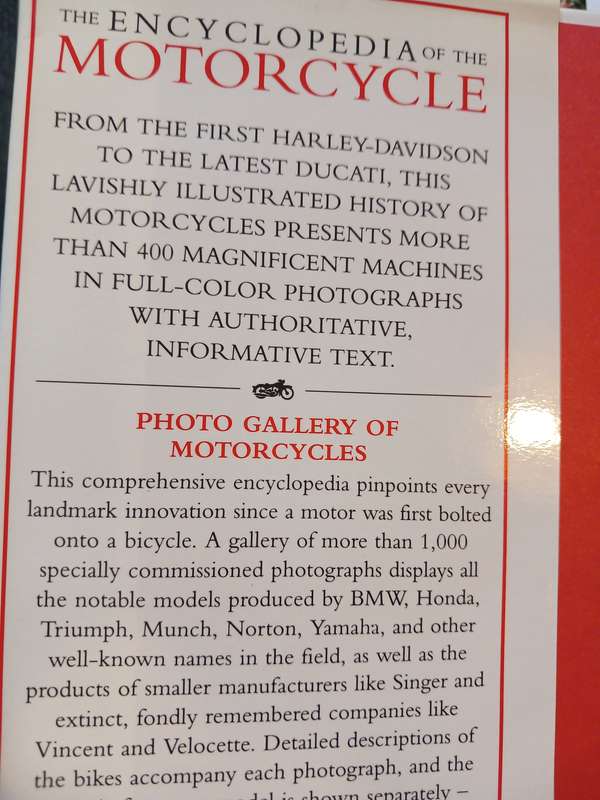 THE ENCYCLOPEDIA OF THE
MOTORCYCLE
FROM THE FIRST HARLEY-DAVIDSON
TO THE LATEST DUCATI, THIS
LAVISHLY ILLUSTRATED HISTORY OF
MOTORCYCLES PRESENTS MORE
THAN 400 MAGNIFICENT MACHINES
IN FULL-COLOR PHOTOGRAPHS
WITH AUTHORITATIVE,
INFORMATIVE TEXT.
PHOTO GALLERY OF
MOTORCYCLES
This comprehensive encyclopedia pinpoints every
landmark innovation since a motor was first bolted
onto a bicycle. A gallery of more than 1,000
specially commissioned photographs displays all
the notable models produced by BMW, Honda,
Triumph, Munch, Norton, Yamaha, and other
well-known names in the field, as well as the
products of smaller manufacturers like Singer and
extinct, fondly remembered companies like
Vincent and Velocette. Detailed descriptions of
the bikes accompany each photograph, and the
is shown separately –